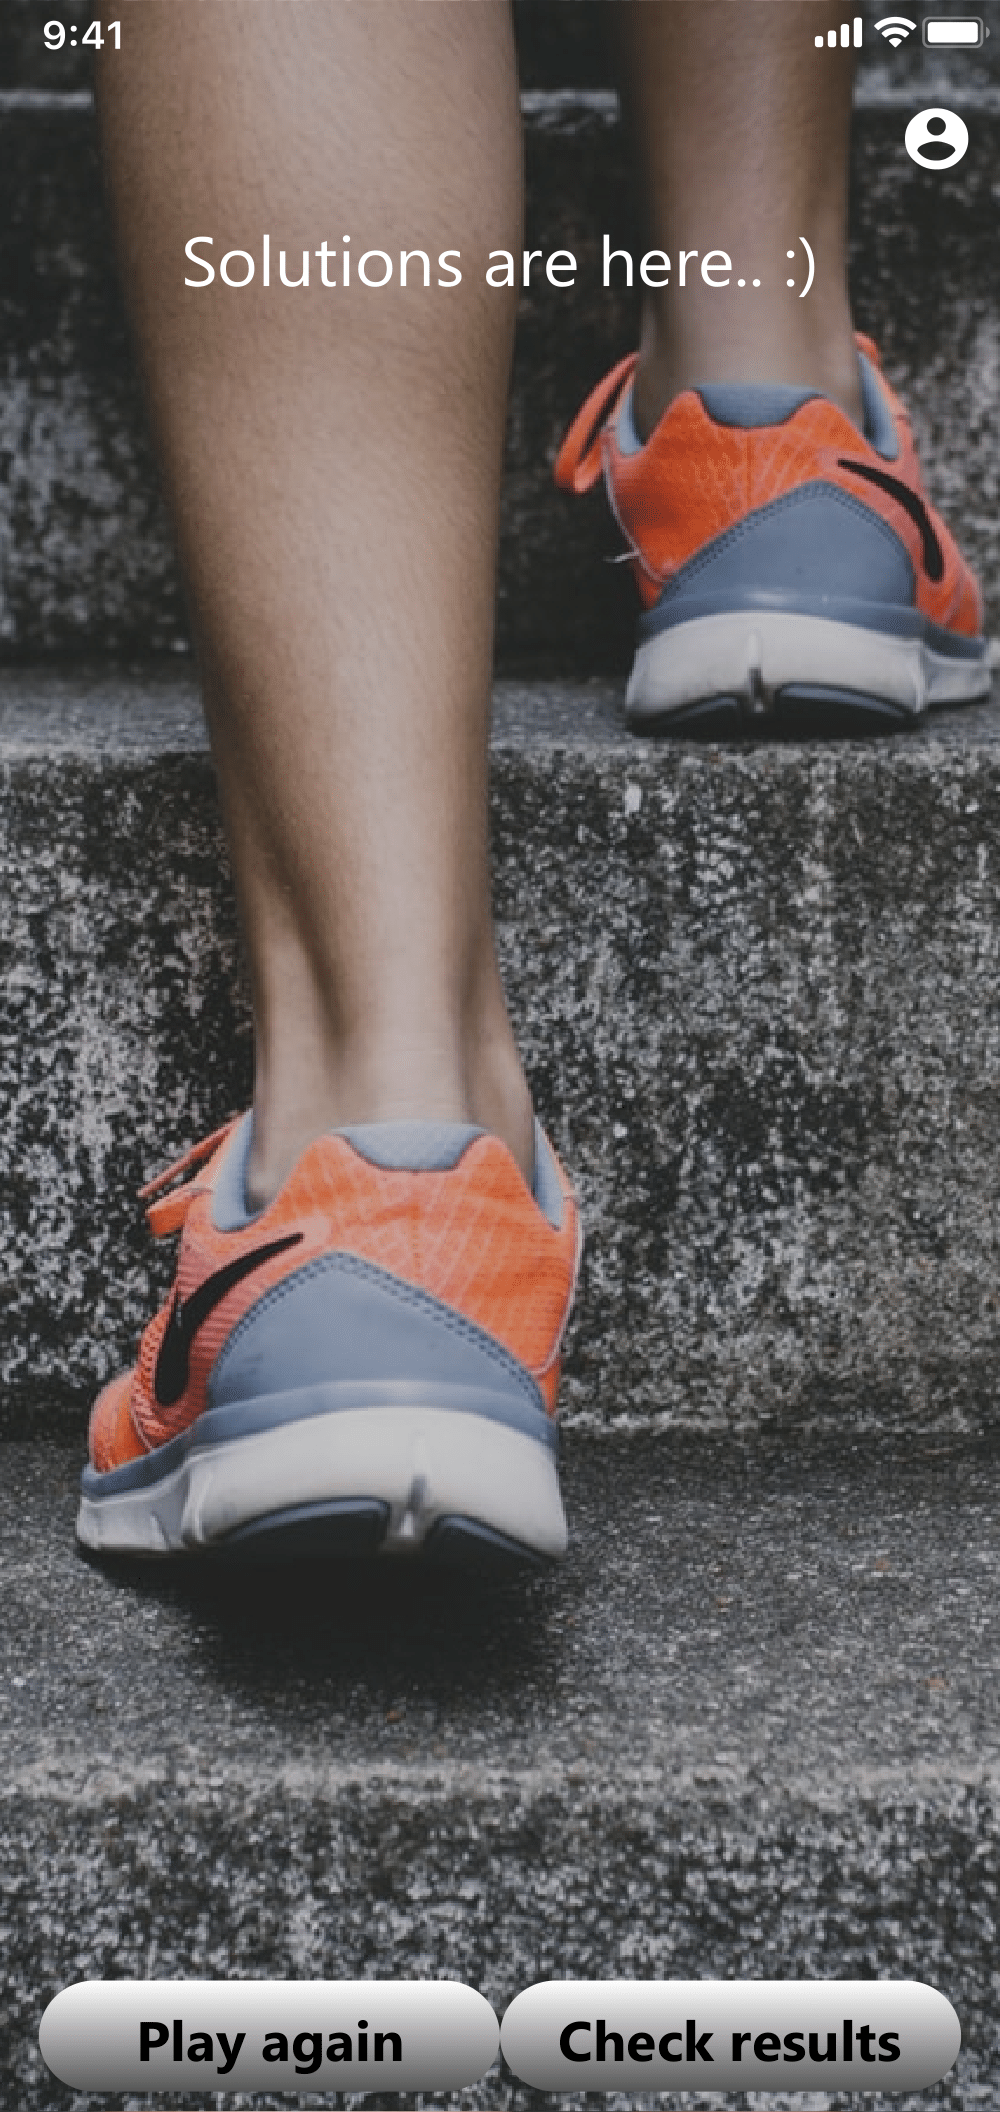 9:41
Solutions are here.. :)
Play again
Check results